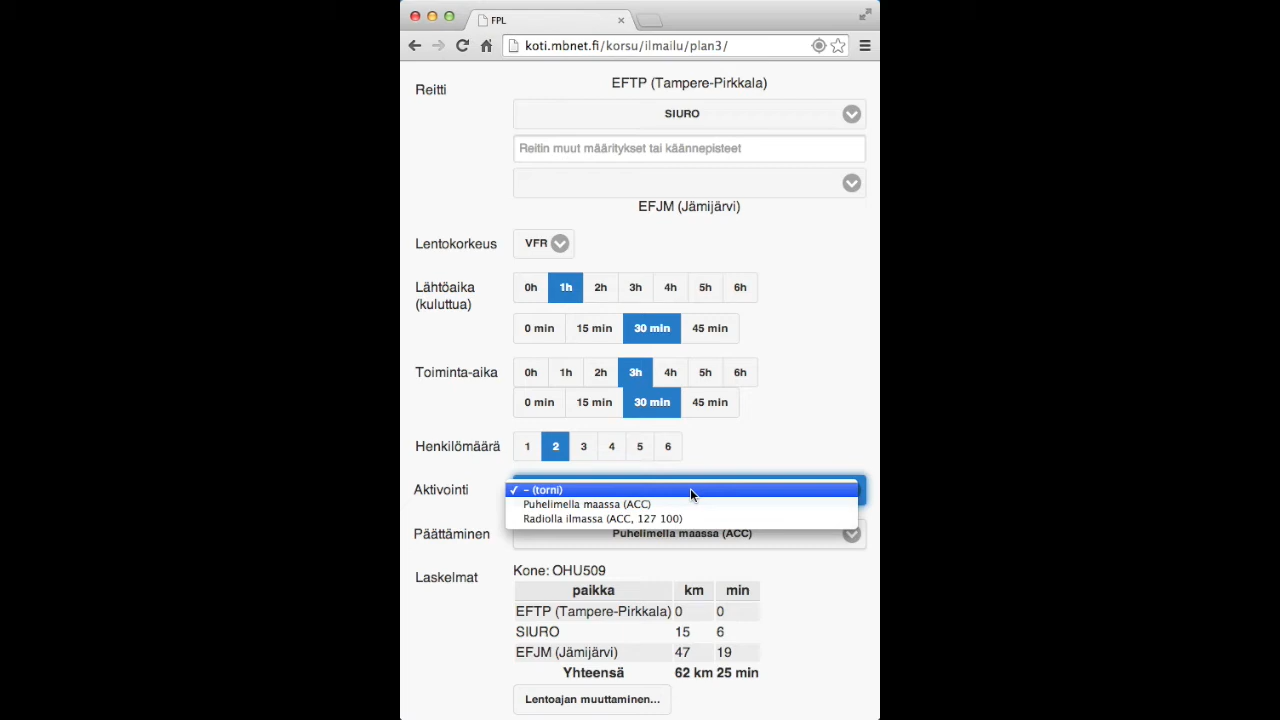 FPL
koti.mbnet.fi/korsu/ilmailu/plan3/
Reitti
EFTP (Tampere-Pirkkala)
SIURO
Reitin muut määritykset tai käännepisteet
EFJM (Jämijärvi)
Lentokorkeus
VFR
Lähtöaika
(kuluttua)
0h 1h 2h 3h 4h 5h 6h
0 min 15 min 30 min 45 min
Toiminta-aika
0h 1h 2h 3h 4h 5h 6h
0 min 15 min 30 min 45 min
Henkilömäärä
1 2 3 4 5 6
Aktivointi
✓ – (torni)
Puhelimella maassa (ACC)
Radiolla ilmassa (ACC, 127 100)
Päättäminen
Puhelimella maassa (ACC)
Laskelmat
Kone: OHU509
paikka km min
EFTP (Tampere-Pirkkala) 0 0
SIURO 15 6
EFJM (Jämijärvi) 47 19
Yhteensä 62 km 25 min
Lentoajan muuttaminen...